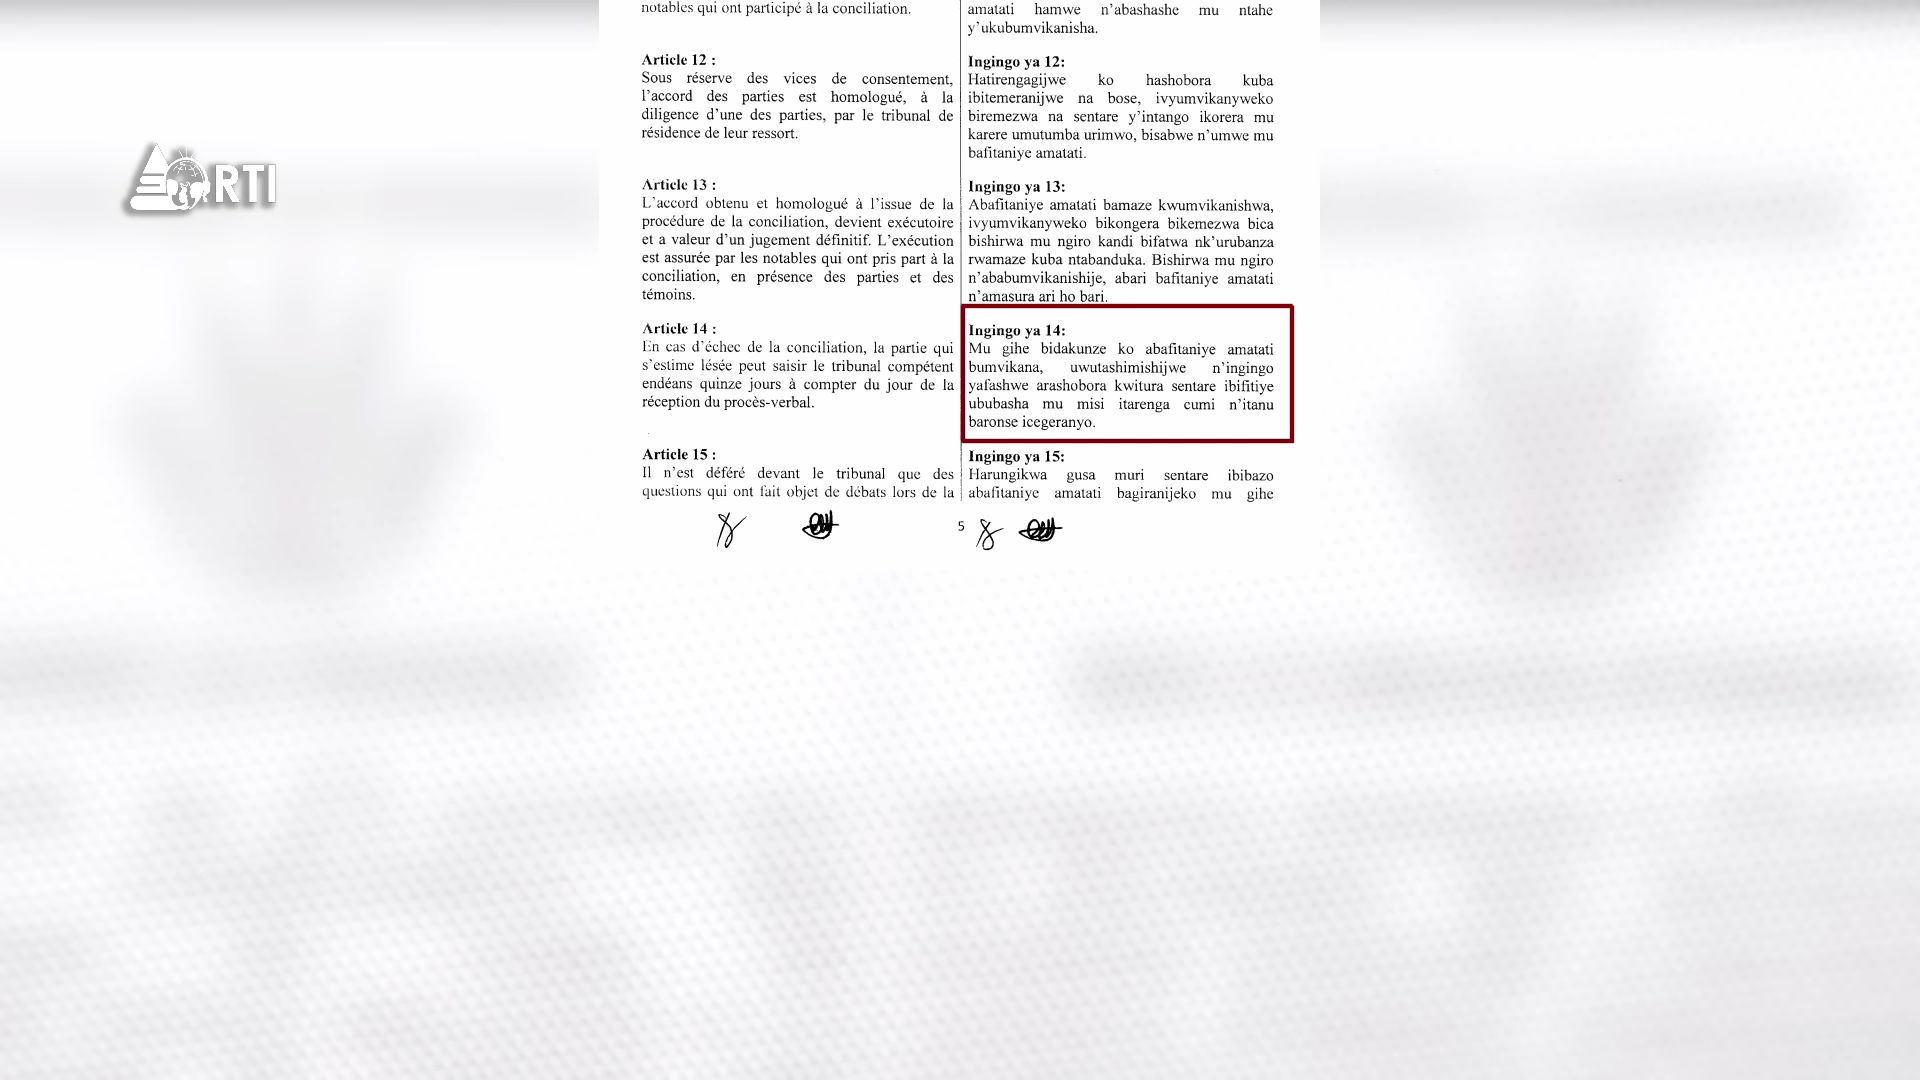 RTI
notables qui ont participé à la conciliation.
Article 12 :
Sous réserve des vices de consentement,
l'accord des parties est homologué, à la
diligence d'une des parties, par le tribunal de
résidence de leur ressort.
Article 13 :
L'accord obtenu et homologué à l'issue de la
procédure de la conciliation, devient exécutoire
et a valeur d'un jugement définitif. L'exécution
est assurée par les notables qui ont pris part à la
conciliation, en présence des parties et des
témoins.
Article 14 :
En cas d'échec de la conciliation, la partie qui
s'estime lésée peut saisir le tribunal compétent
endéans quinze jours à compter du jour de la
réception du procès-verbal.
Article 15 :
Il n'est déféré devant le tribunal que des
questions qui ont fait objet de débats lors de la
amatati hamwe n'abashashe mu ntahe
y'ukubumvikanisha.
Ingingo ya 12:
Hatirengagijwe ko hashobora kuba
ibitemeranijwe na bose, ivyumvikanyweko
biremezwa na sentare y'intango ikorera mu
karere umutumba urimwo, bisabwe n'umwe mu
bafitaniye amatati.
Ingingo ya 13:
Abafitaniye amatati bamaze kwumvikanishwa,
ivyumvikanyweko bikongera bikemezwa bica
bishirwa mu ngiro kandi bifatwa nk'urubanza
rwamaze kuba ntabanduka. Bishirwa mu ngiro
n'ababumvikanishije, abari bafitaniye amatati
n'amasura ari ho bari.
Ingingo ya 14:
Mu gihe bidakunze ko abafitaniye amatati
bumvikana, uwutashimishijwe n'ingingo
yafashwe arashobora kwitura sentare ibifitiye
ububasha mu misi itarenga cumi n'itanu
baronse icegeranyo.
Ingingo ya 15:
Harungikwa gusa muri sentare ibibazo
abafitaniye amatati bagiranijeko mu gihe
5